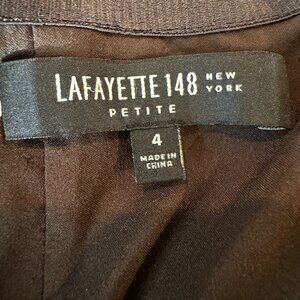 LAFAYETTE 148 NEW YORK
PETITE
4
MADE IN
CHINA